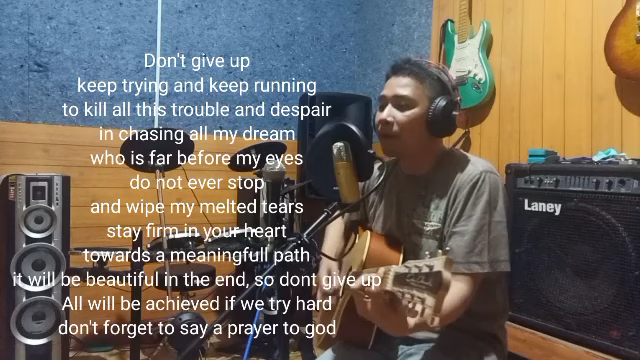 Don't give up
keep trying and keep running
to kill all this trouble and despair
in chasing all my dream
who is far before my eyes
do not ever stop
and wipe my melted tears
stay firm in your heart
towards a meaningfull path
it will be beautiful in the end, so dont give up
All will be achieved if we try hard
don't forget to say a prayer to god
Laney